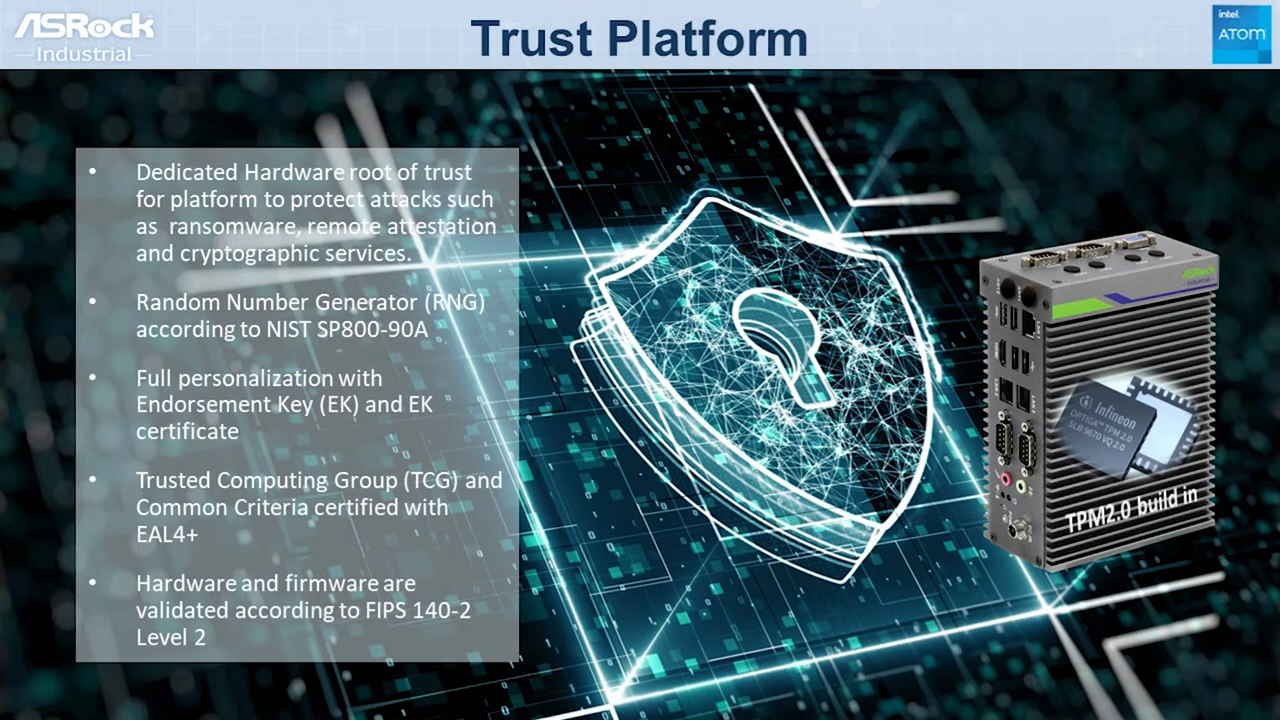 ASRock
Industrial
Trust Platform
intel.
ATOM
• Dedicated Hardware root of trust
for platform to protect attacks such
as ransomware, remote attestation
and cryptographic services.
• Random Number Generator (RNG)
according to NIST SP800-90A
• Full personalization with
Endorsement Key (EK) and EK
certificate
• Trusted Computing Group (TCG) and
Common Criteria certified with
EAL4+
• Hardware and firmware are
validated according to FIPS 140-2
Level 2
ASRock
Industrial
Infineon
OPTIGA™ TPM 2.0
SLB 9670 VQ 2.0
TPM2.0 build in